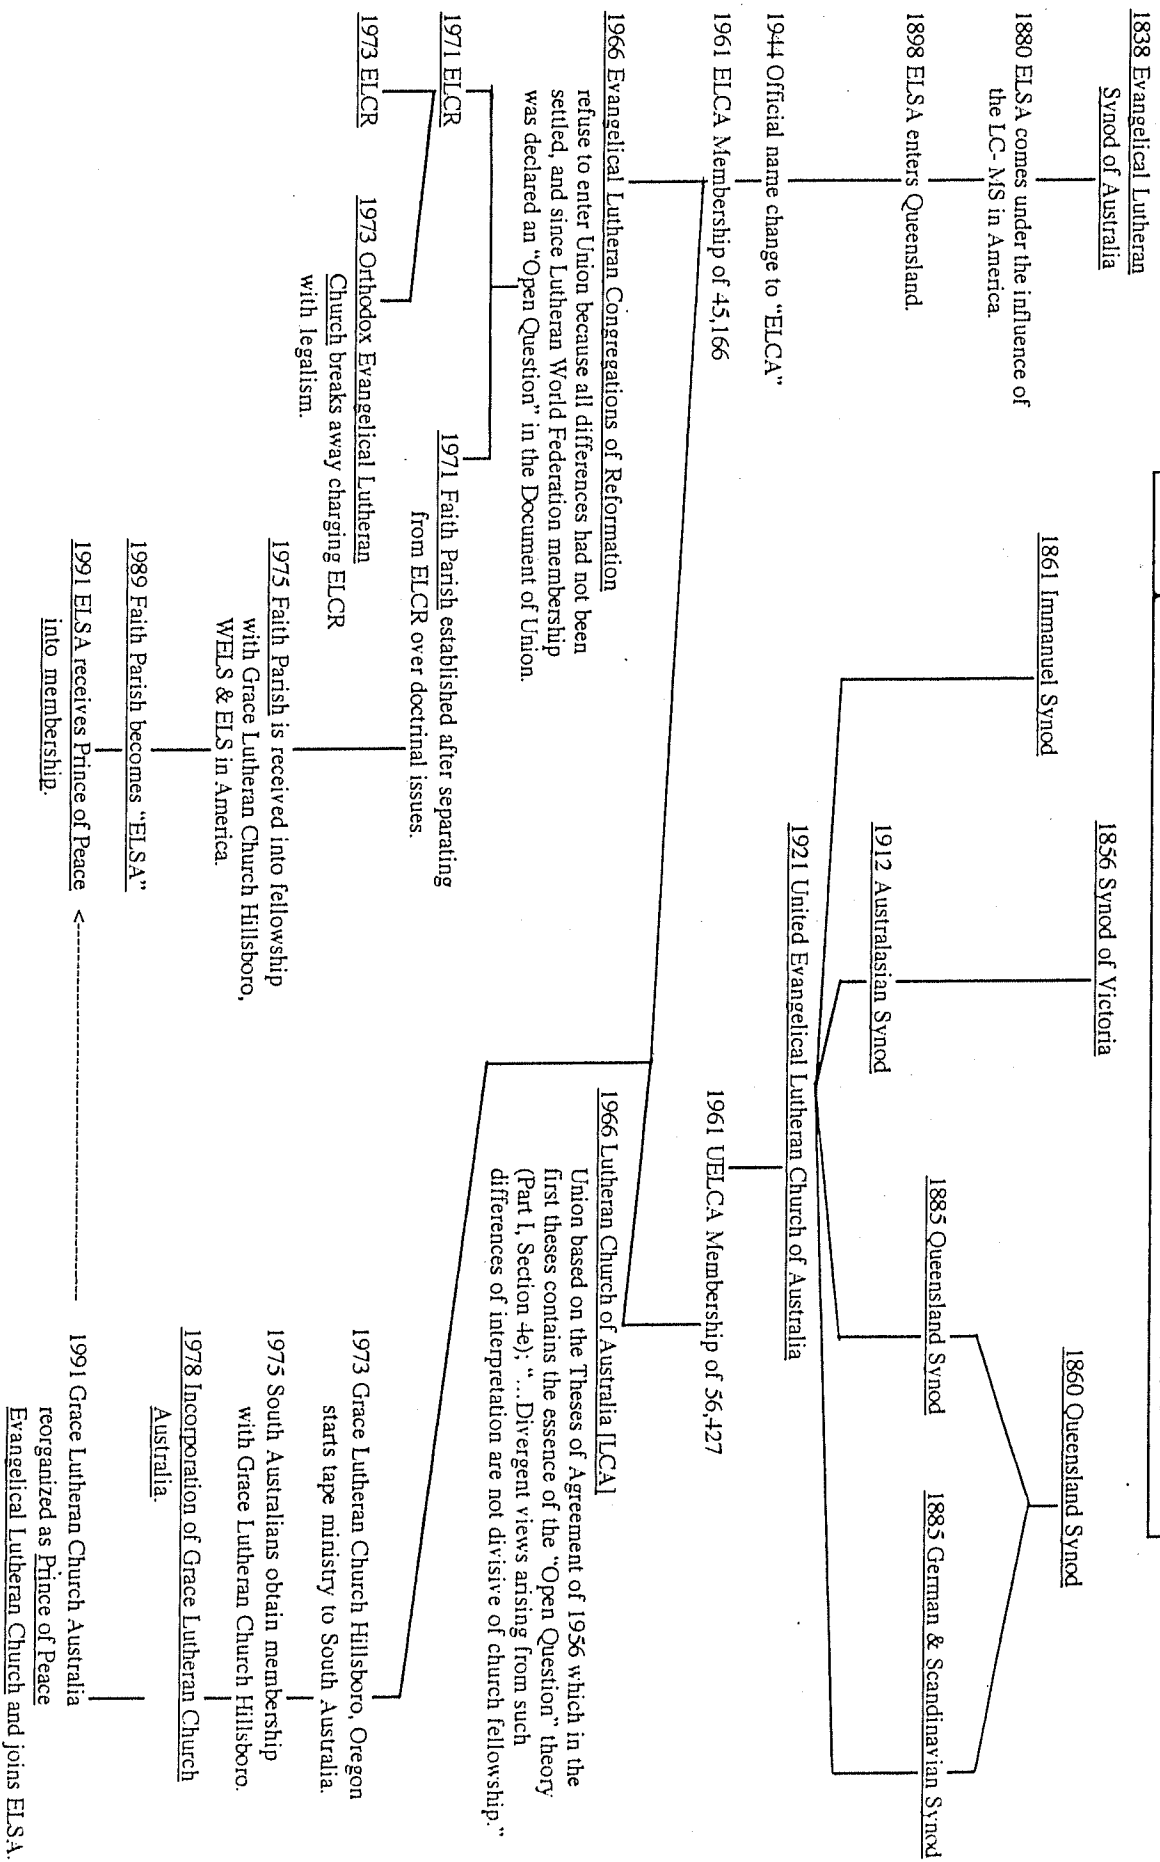 1838 Evangelical Lutheran
Synod of Australia
1880 ELSA comes under the influence of
the LC- MS in America.
1898 ELSA enters Queensland.
1944 Official name change to “ELCA”
1961 ELCA Membership of 45,166
1966 Evangelical Lutheran Congregations of Reformation
refuse to enter Union because all differences had not been
settled, and since Lutheran World Federation membership
was declared an “Open Question” in the Document of Union.
1971 ELCR
1971 Faith Parish established after separating
from ELCR over doctrinal issues.
1973 ELCR
1973 Orthodox Evangelical Lutheran
Church breaks away charging ELCR
with legalism.
1975 Faith Parish is received into fellowship
with Grace Lutheran Church Hillsboro,
WELS & ELS in America.
1989 Faith Parish becomes “ELSA”
1991 ELSA receives Prince of Peace
into membership.
1856 Synod of Victoria
1860 Queensland Synod
1861 Immanuel Synod
1885 Queensland Synod
1885 German & Scandinavian Synod
1912 Australasian Synod
1921 United Evangelical Lutheran Church of Australia
1961 UELCA Membership of 56,427
1966 Lutheran Church of Australia [LCA]
Union based on the Theses of Agreement of 1956 which in the
first theses contains the essence of the “Open Question” theory
(Part I, Section 4e); “ ...Divergent views arising from such
differences of interpretation are not divisive of church fellowship.”
1973 Grace Lutheran Church Hillsboro, Oregon
starts tape ministry to South Australia.
1975 South Australians obtain membership
with Grace Lutheran Church Hillsboro.
1978 Incorporation of Grace Lutheran Church
Australia.
1991 Grace Lutheran Church Australia
reorganized as Prince of Peace
Evangelical Lutheran Church and joins ELSA.